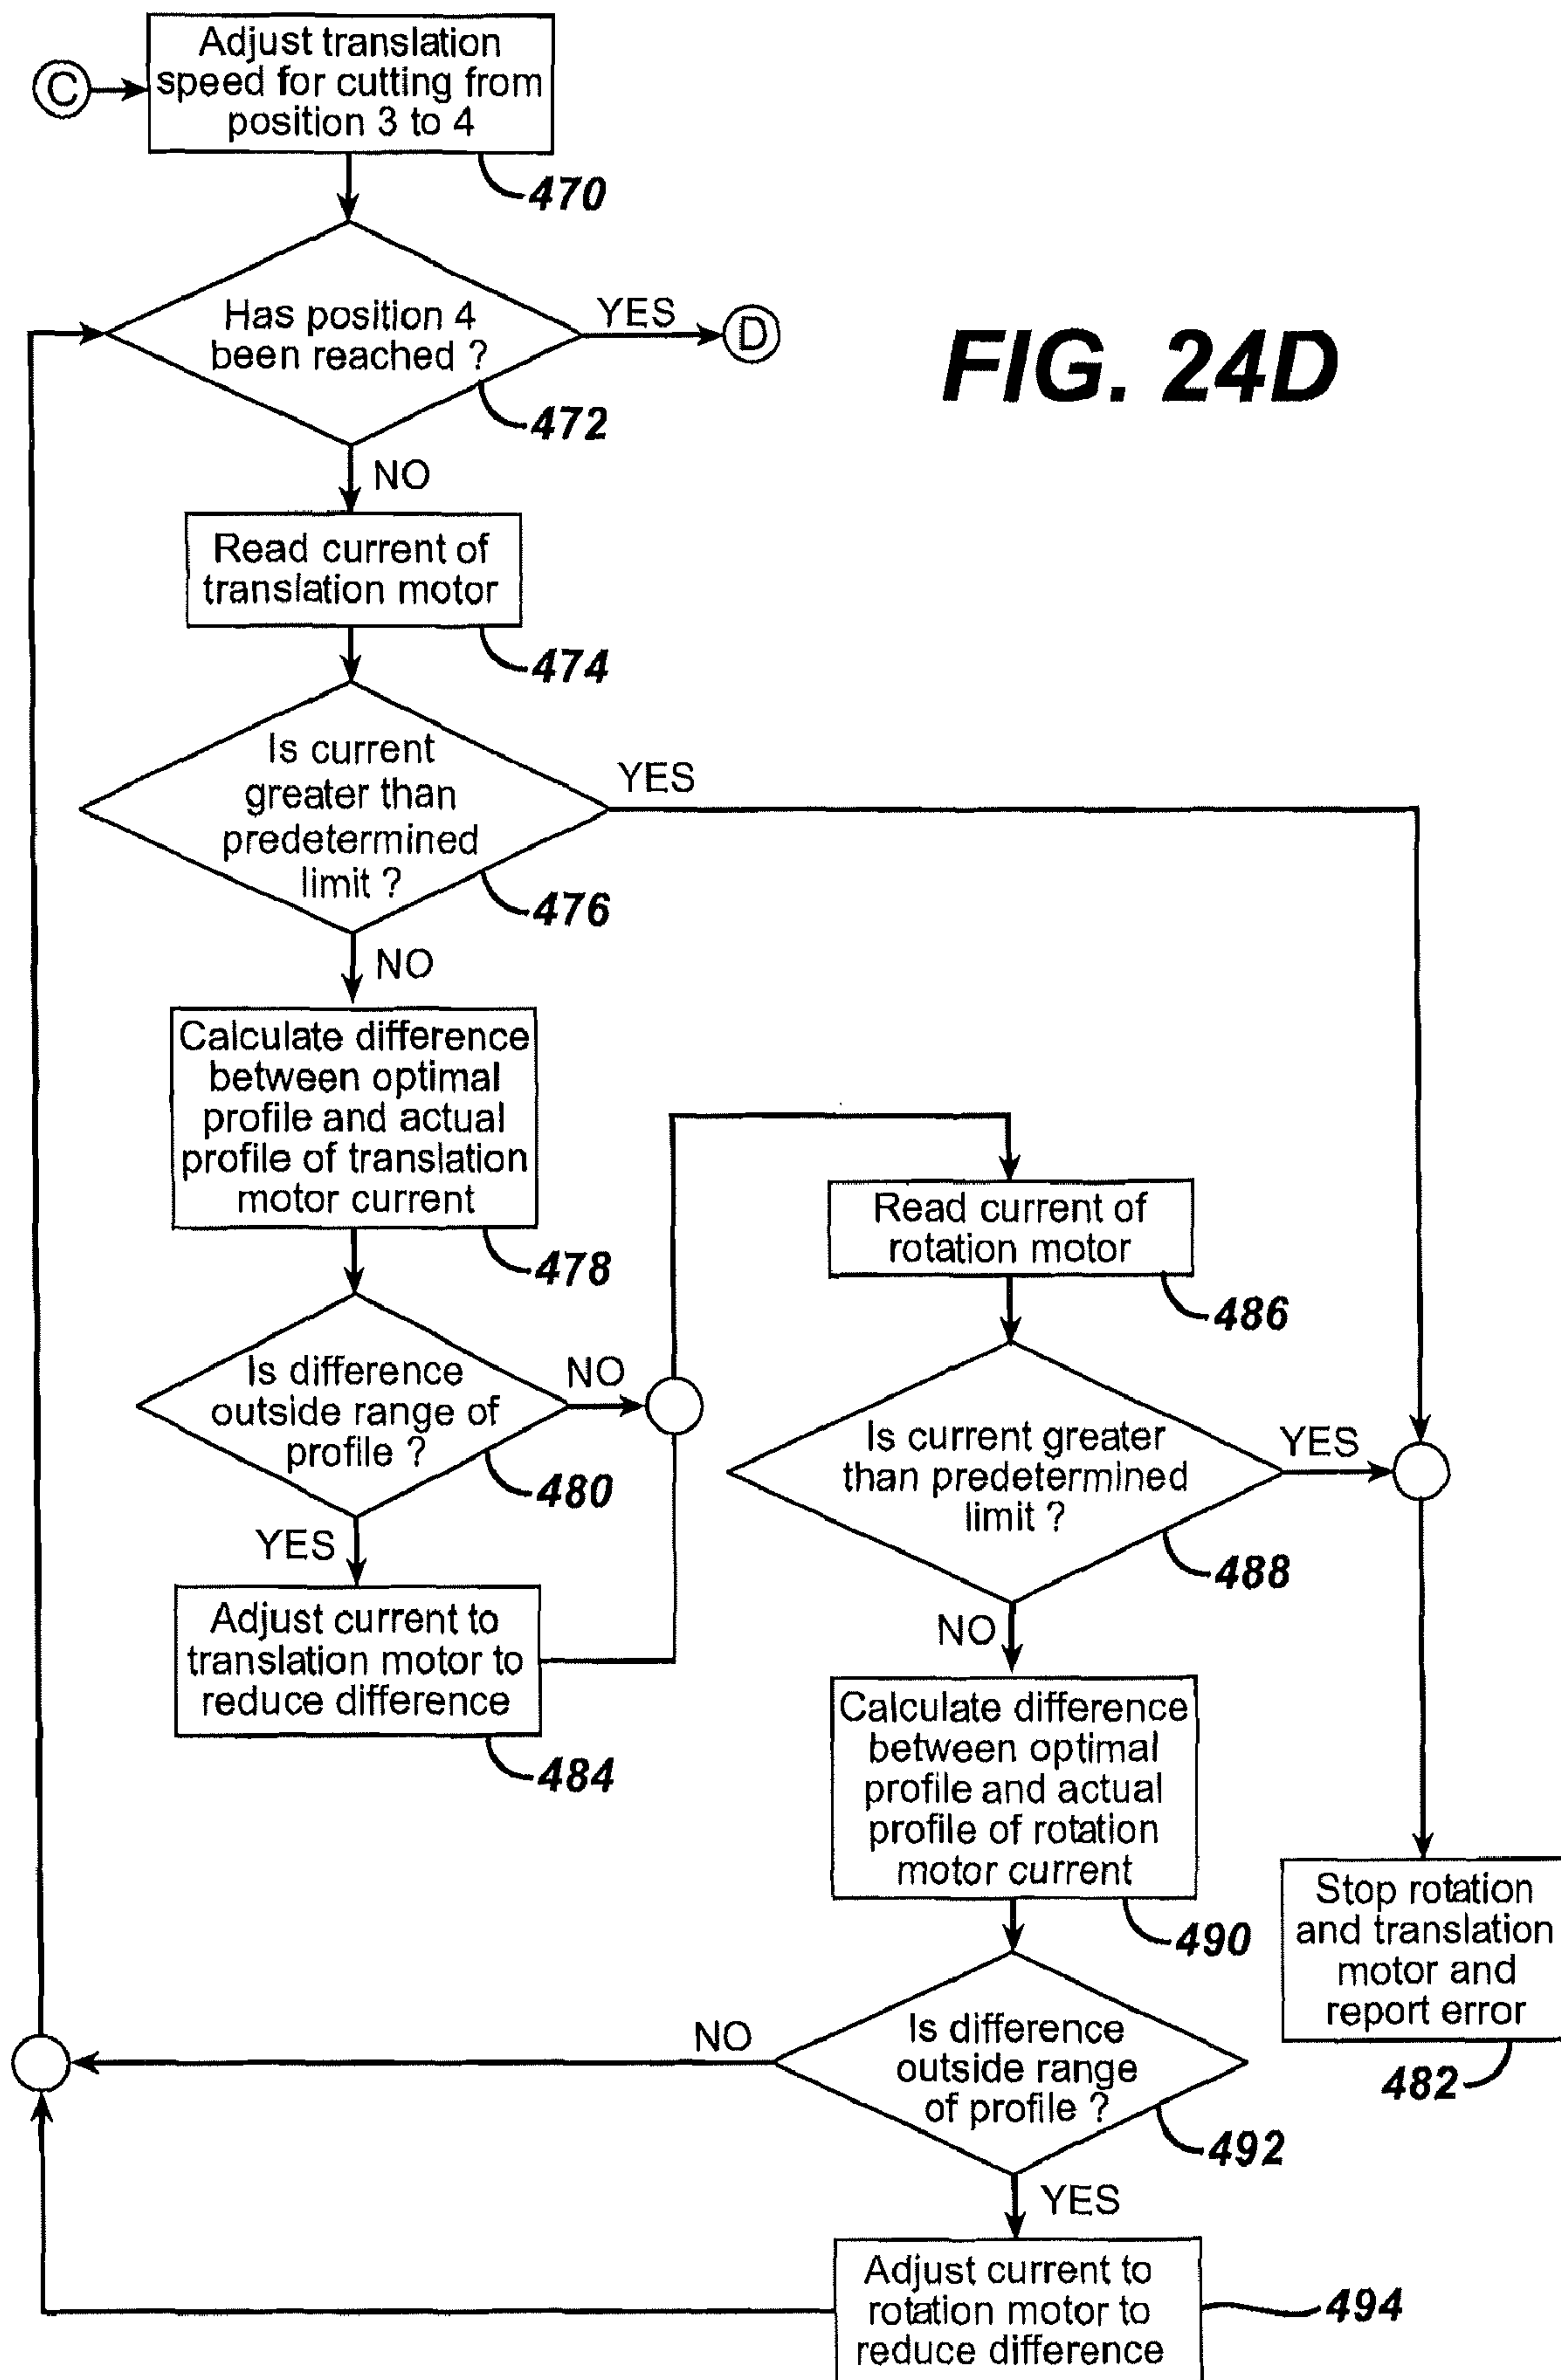 C
Adjust translation
speed for cutting from
position 3 to 4
470
Has position 4
been reached ?
YES
D
472
FIG. 24D
NO
Read current of
translation motor
474
Is current
greater than
predetermined
limit ?
YES
476
NO
Calculate difference
between optimal
profile and actual
profile of translation
motor current
478
Is difference
outside range of
profile ?
NO
480
YES
Adjust current to
translation motor to
reduce difference
484
Read current of
rotation motor
486
Is current greater
than predetermined
limit ?
YES
488
NO
Calculate difference
between optimal
profile and actual
profile of rotation
motor current
490
Stop rotation
and translation
motor and
report error
482
Is difference
outside range
of profile ?
NO
492
YES
Adjust current to
rotation motor to
reduce difference
494